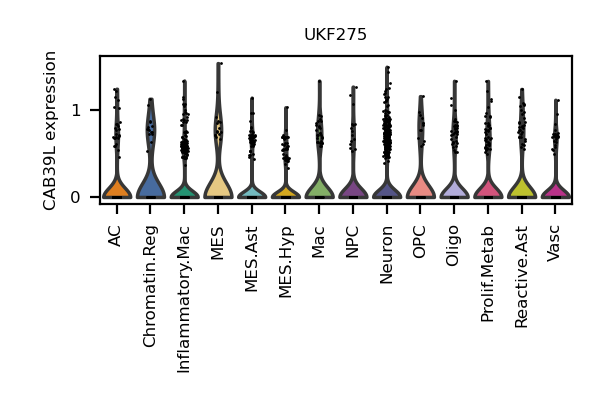 UKF275
CAB39L expression
1
0
AC
Chromatin.Reg
Inflammatory.Mac
MES
MES.Ast
MES.Hyp
Mac
NPC
Neuron
OPC
Oligo
Prolif.Metab
Reactive.Ast
Vasc